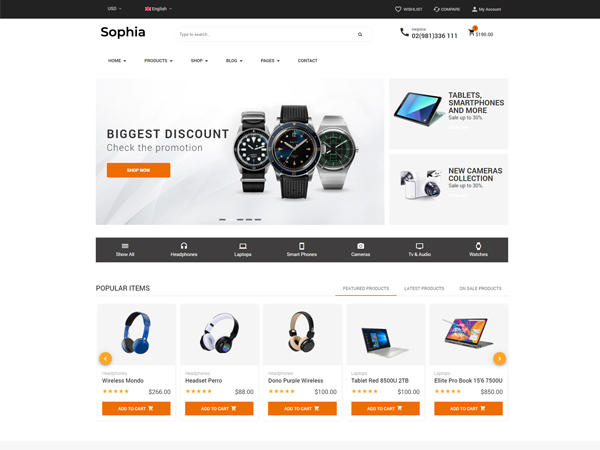 USD
English
WISHLIST
COMPARE
My Account
Sophia
Type to search..
Helpline
02(981)336 111
$190.00
HOME PRODUCTS SHOP BLOG PAGES CONTACT
BIGGEST DISCOUNT
Check the promotion
SHOP NOW
TABLETS,
SMARTPHONES
AND MORE
Sale up to 30%.
NEW CAMERAS
COLLECTION
Sale up to 30%.
Show All Headphones Laptops Smart Phones Cameras Tv & Audio Watches
POPULAR ITEMS
FEATURED PRODUCTS LATEST PRODUCTS ON SALE PRODUCTS
Headphones
Wireless Mondo
$266.00
ADD TO CART
Headphones
Headset Perro
$88.00
ADD TO CART
Headphones
Dono Purple Wireless
$100.00
ADD TO CART
Laptops
Tablet Red 8500U 2TB
$100.00
ADD TO CART
Laptops
Ellite Pro Book 15'6 7500U
$850.00
ADD TO CART